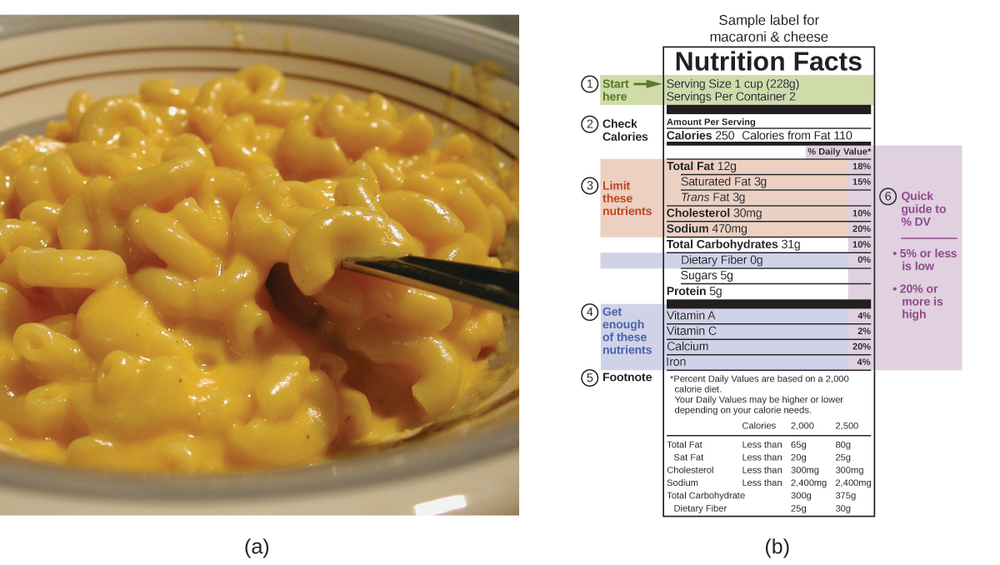 Sample label for
macaroni & cheese
Nutrition Facts
1 Start
here
Serving Size 1 cup (228g)
Servings Per Container 2
2 Check
Calories
Amount Per Serving
Calories 250 Calories from Fat 110
% Daily Value*
3 Limit
these
nutrients
Total Fat 12g 18%
Saturated Fat 3g 15%
Trans Fat 3g
Cholesterol 30mg 10%
Sodium 470mg 20%
Total Carbohydrates 31g 10%
Dietary Fiber 0g 0%
Sugars 5g
Protein 5g
4 Get
enough
of these
nutrients
Vitamin A 4%
Vitamin C 2%
Calcium 20%
Iron 4%
6 Quick
guide to
% DV
• 5% or less
is low
• 20% or
more is
high
5 Footnote
*Percent Daily Values are based on a 2,000
calorie diet.
Your Daily Values may be higher or lower
depending on your calorie needs.
Calories 2,000 2,500
Total Fat Less than 65g 80g
Sat Fat Less than 20g 25g
Cholesterol Less than 300mg 300mg
Sodium Less than 2,400mg 2,400mg
Total Carbohydrate 300g 375g
Dietary Fiber 25g 30g
(a)
(b)